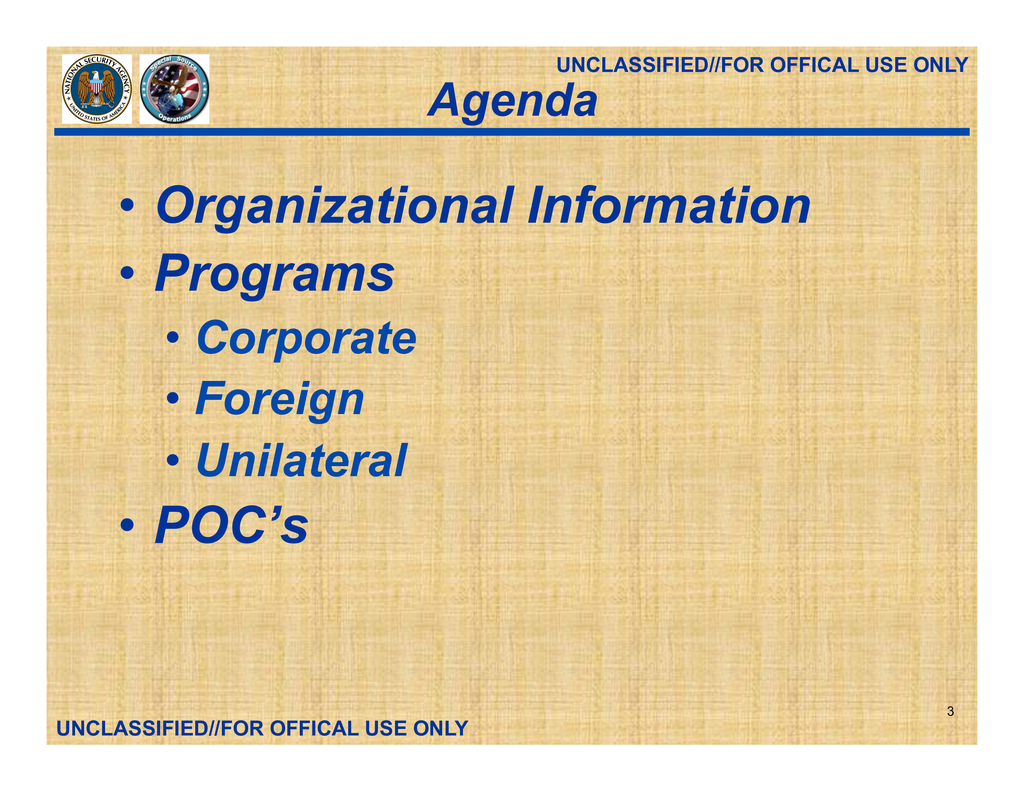 NATIONAL SECURITY AGENCY
UNITED STATES OF AMERICA
Special Source
Operations
UNCLASSIFIED//FOR OFFICAL USE ONLY
Agenda
• Organizational Information
• Programs
• Corporate
• Foreign
• Unilateral
• POC’s
3
UNCLASSIFIED//FOR OFFICAL USE ONLY